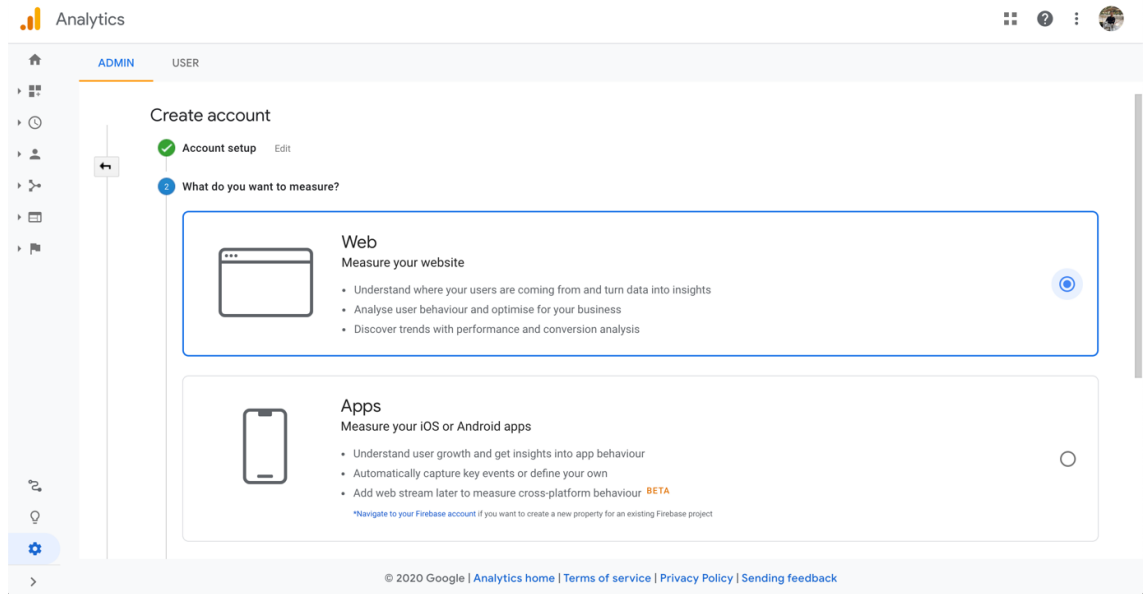 Analytics
ADMIN USER
Create account
Account setup Edit
2 What do you want to measure?
Web
Measure your website
• Understand where your users are coming from and turn data into insights
• Analyse user behaviour and optimise for your business
• Discover trends with performance and conversion analysis
Apps
Measure your iOS or Android apps
• Understand user growth and get insights into app behaviour
• Automatically capture key events or define your own
• Add web stream later to measure cross-platform behaviour BETA
*Navigate to your Firebase account if you want to create a new property for an existing Firebase project
© 2020 Google | Analytics home | Terms of service | Privacy Policy | Sending feedback